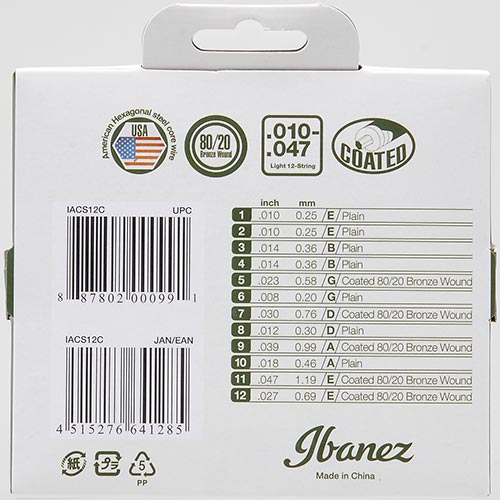 American Hexagonal steel core wire
USA
80/20
Bronze Wound
.010-
.047
Light 12-String
COATED
IACS12C UPC
8 87802 00099 1
IACS12C JAN/EAN
4 515276 641285
inch mm
1 .010 0.25 /E/Plain
2 .010 0.25 /E/Plain
3 .014 0.36 /B/Plain
4 .014 0.36 /B/Plain
5 .023 0.58 /G/Coated 80/20 Bronze Wound
6 .008 0.20 /G/Plain
7 .030 0.76 /D/Coated 80/20 Bronze Wound
8 .012 0.30 /D/Plain
9 .039 0.99 /A/Coated 80/20 Bronze Wound
10 .018 0.46 /A/Plain
11 .047 1.19 /E/Coated 80/20 Bronze Wound
12 .027 0.69 /E/Coated 80/20 Bronze Wound
紙
プラ
5
PP
Ibanez
Made in China